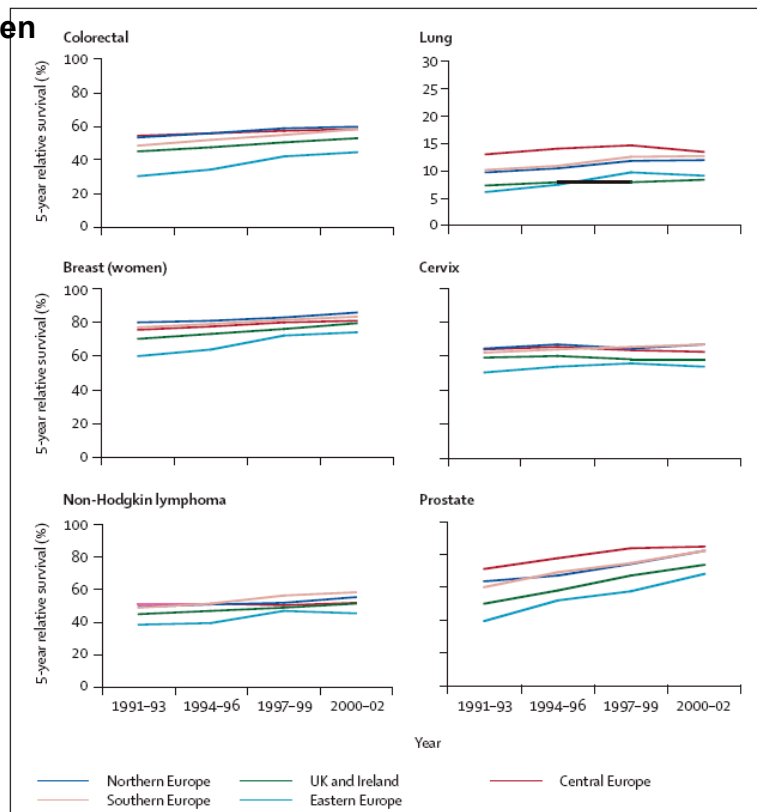 en
Colorectal
Lung
5-year relative survival (%)
100
80
60
40
20
0
30
25
20
15
10
5
0
Breast (women)
Cervix
5-year relative survival (%)
100
80
60
40
20
0
Non-Hodgkin lymphoma
Prostate
5-year relative survival (%)
100
80
60
40
20
0
1991–93 1994–96 1997–99 2000–02
1991–93 1994–96 1997–99 2000–02
Year
Northern Europe UK and Ireland Central Europe
Southern Europe Eastern Europe